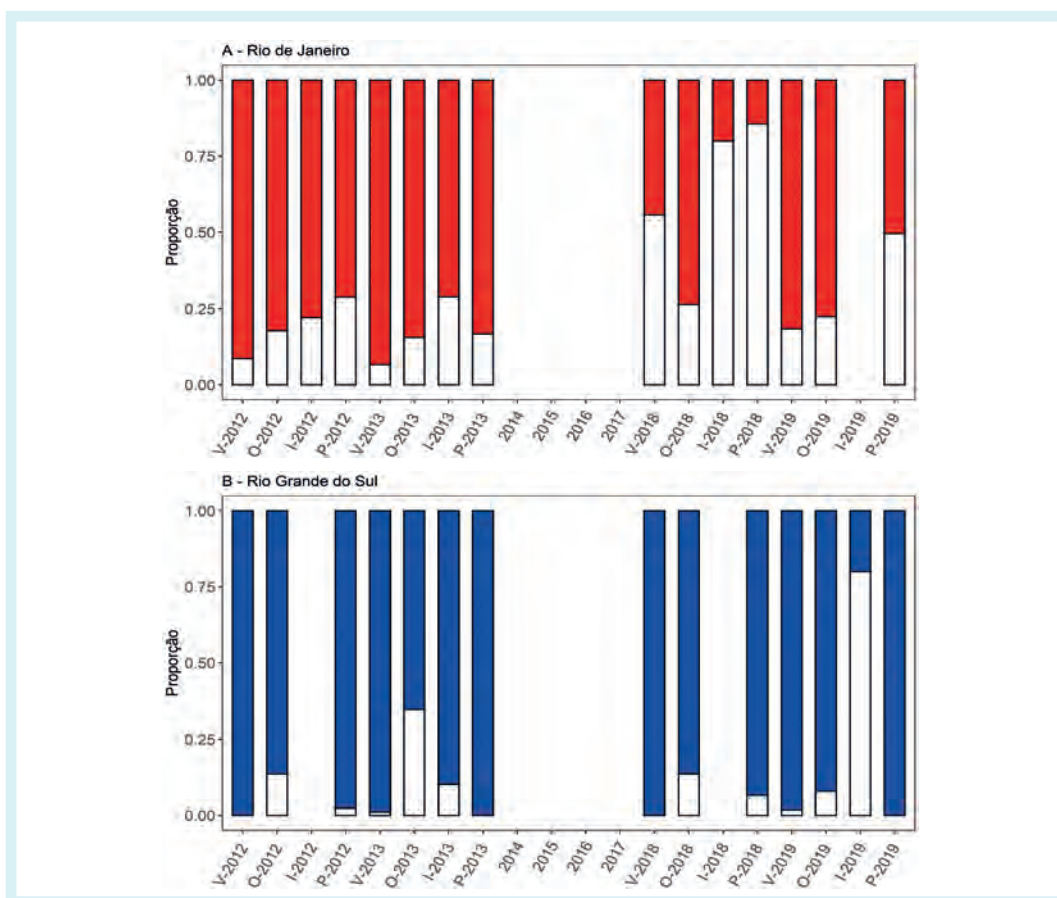 A - Rio de Janeiro
1.00
0.75
0.50
0.25
0.00
Proporção
V-2012
O-2012
I-2012
P-2012
V-2013
O-2013
I-2013
P-2013
2014
2015
2016
2017
V-2018
O-2018
I-2018
P-2018
V-2019
O-2019
I-2019
P-2019
B - Rio Grande do Sul
1.00
0.75
0.50
0.25
0.00
Proporção
V-2012
O-2012
I-2012
P-2012
V-2013
O-2013
I-2013
P-2013
2014
2015
2016
2017
V-2018
O-2018
I-2018
P-2018
V-2019
O-2019
I-2019
P-2019